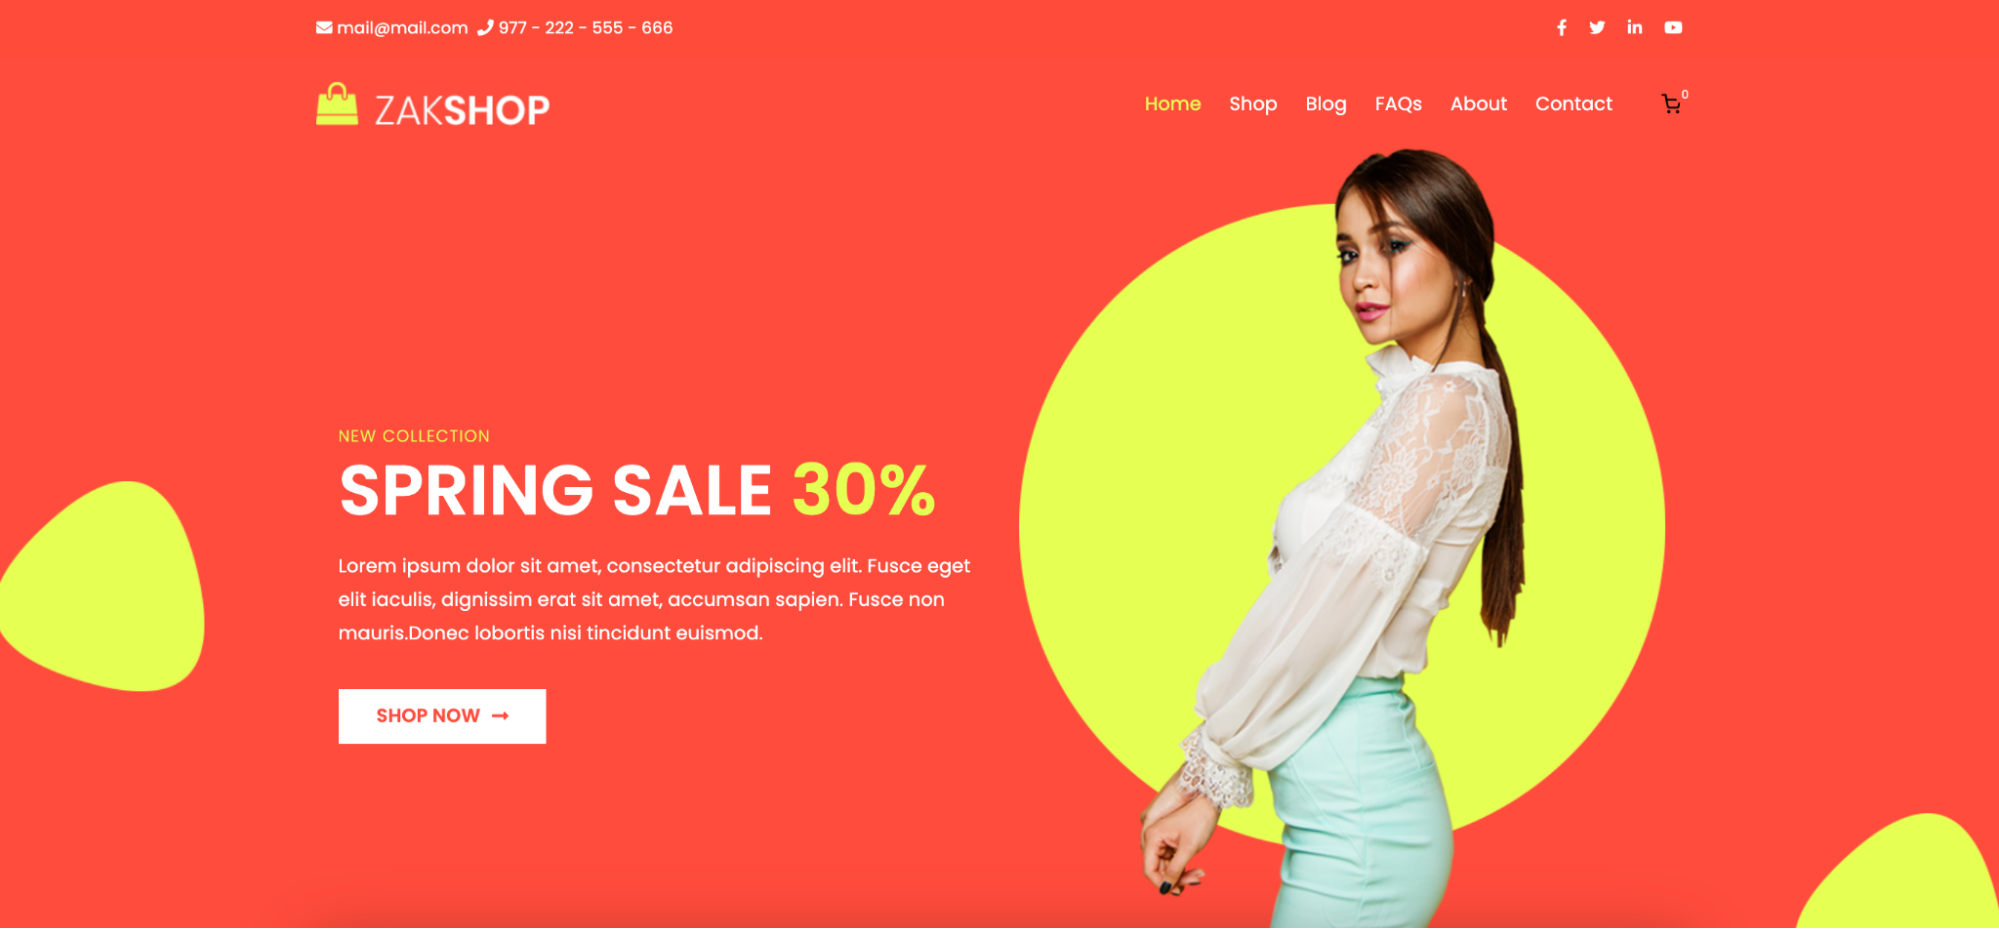 mail@mail.com 977 - 222 - 555 - 666
ZAKSHOP
Home Shop Blog FAQs About Contact 0
NEW COLLECTION
SPRING SALE 30%
Lorem ipsum dolor sit amet, consectetur adipiscing elit. Fusce eget
elit iaculis, dignissim erat sit amet, accumsan sapien. Fusce non
mauris.Donec lobortis nisi tincidunt euismod.
SHOP NOW